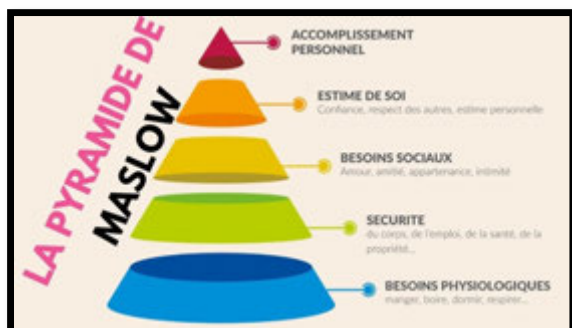 LA PYRAMIDE DE
MASLOW
ACCOMPLISSEMENT
PERSONNEL
ESTIME DE SOI
Confiance, respect des autres, estime personnelle
BESOINS SOCIAUX
Amour, amitié, appartenance, intimité
SECURITE
du corps, de l'emploi, de la santé, de la
propriété...
BESOINS PHYSIOLOGIQUES
manger, boire, dormir, respirer...